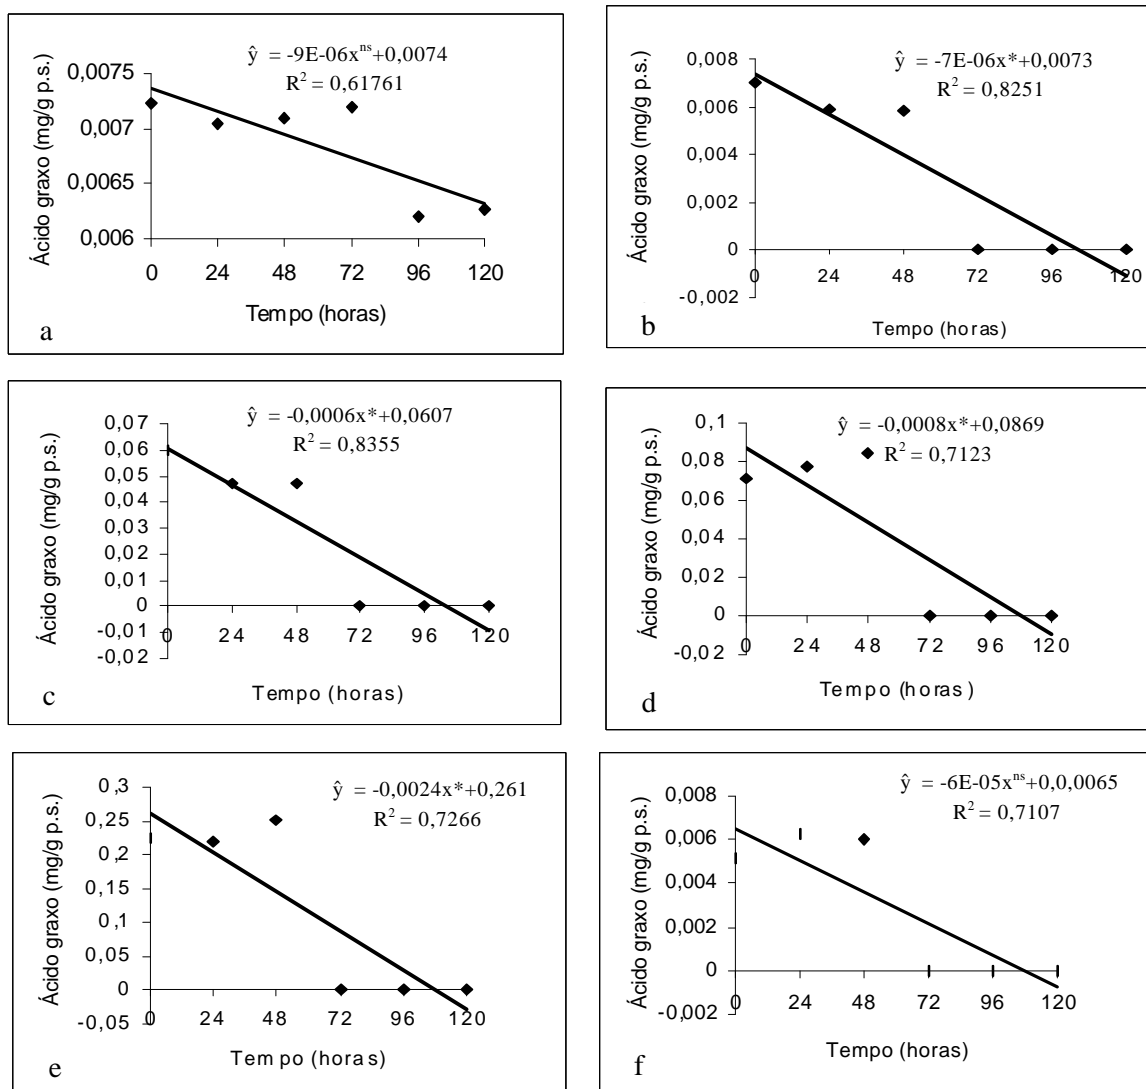 ŷ = -9E-06x^ns+0,0074
R² = 0,61761
Ácido graxo (mg/g p.s.)
0,0075
0,007
0,0065
0,006
0 24 48 72 96 120
Tempo (horas)
a
ŷ = -7E-06x*+0,0073
R² = 0,8251
Ácido graxo (mg/g p.s.)
0,008
0,006
0,004
0,002
0
-0,002
0 24 48 72 96 120
Tempo (horas)
b
ŷ = -0,0006x*+0,0607
R² = 0,8355
Ácido graxo (mg/g p.s.)
0,07
0,06
0,05
0,04
0,03
0,02
0,01
0
-0,01
-0,02
0 24 48 72 96 120
Tempo (horas)
c
ŷ = -0,0008x*+0,0869
R² = 0,7123
Ácido graxo (mg/g p.s.)
0,1
0,08
0,06
0,04
0,02
0
-0,02
0 24 48 72 96 120
Tempo (horas)
d
ŷ = -0,0024x*+0,261
R² = 0,7266
Ácido graxo (mg/g p.s.)
0,3
0,25
0,2
0,15
0,1
0,05
0
-0,05
0 24 48 72 96 120
Tempo (horas)
e
ŷ = -6E-05x^ns+0,0,0065
R² = 0,7107
Ácido graxo (mg/g p.s.)
0,008
0,006
0,004
0,002
0
-0,002
0 24 48 72 96 120
Tempo (horas)
f